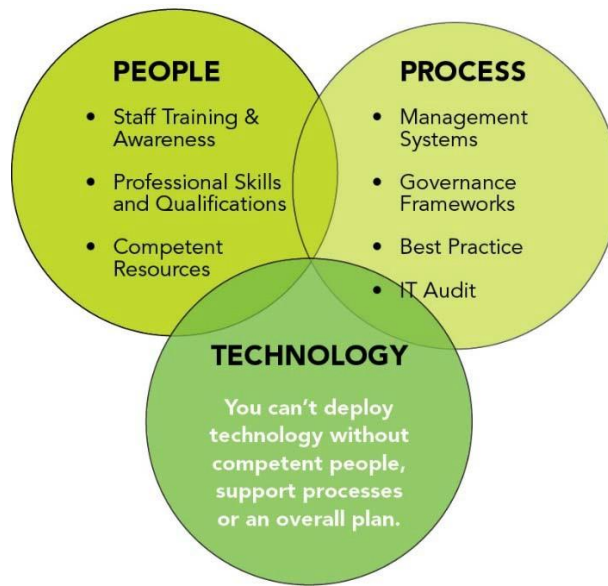 PEOPLE
• Staff Training &
Awareness
• Professional Skills
and Qualifications
• Competent
Resources
PROCESS
• Management
Systems
• Governance
Frameworks
• Best Practice
• IT Audit
TECHNOLOGY
You can’t deploy
technology without
competent people,
support processes
or an overall plan.